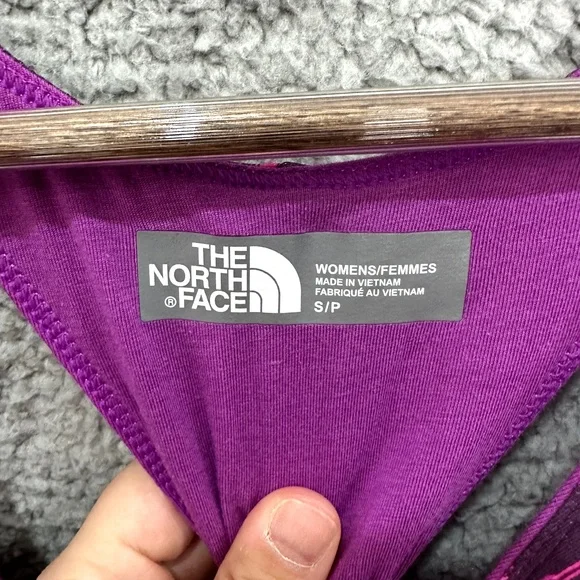 THE
NORTH
® FACE
WOMENS/FEMMES
MADE IN VIETNAM
FABRIQUÉ AU VIETNAM
S/P